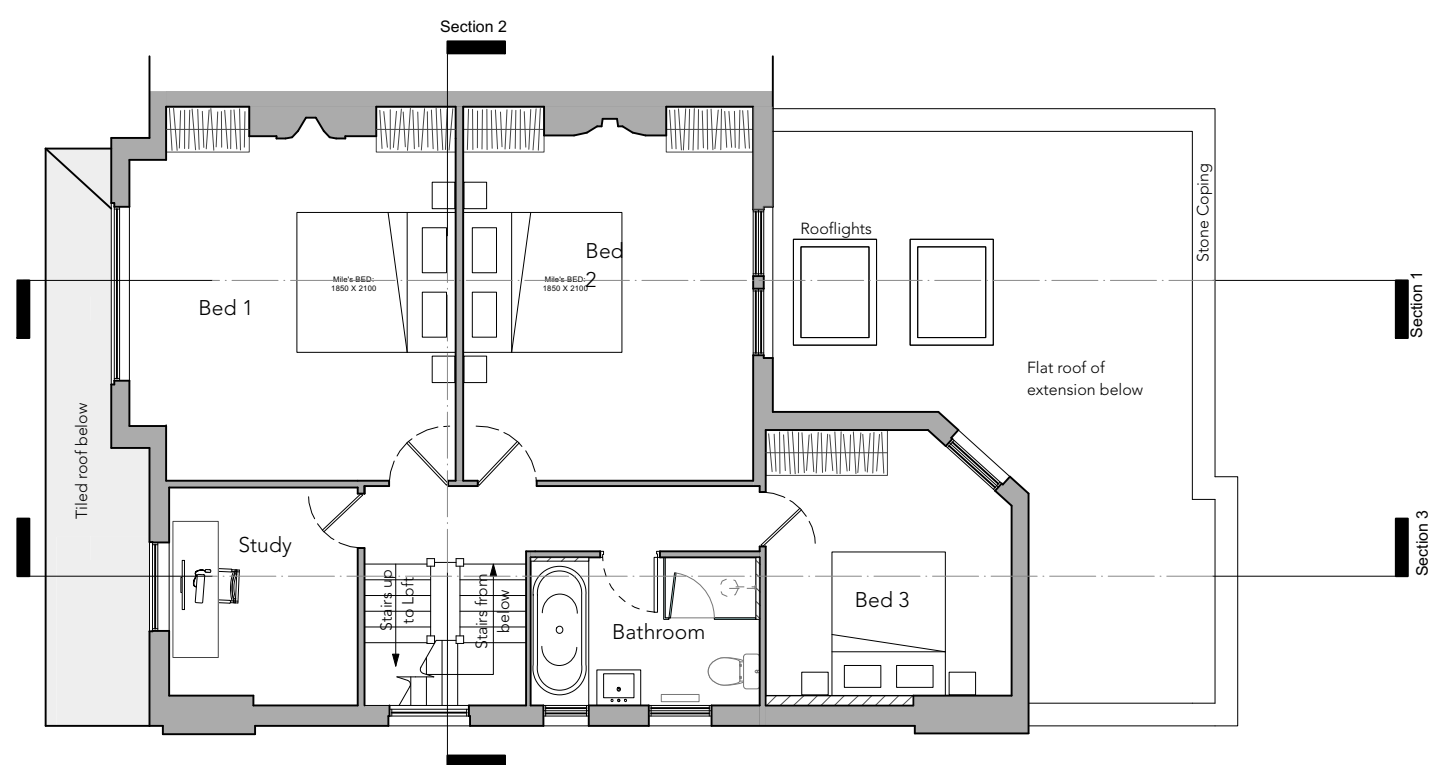 Section 2
Stone Coping
Rooflights
Bed
2
Mile's BED:
1850 X 2100
Mile's BED:
1850 X 2100
Bed 1
Section 1
Flat roof of
extension below
Tiled roof below
Section 3
Study
Stairs up
to Loft
Stairs from
below
Bed 3
Bathroom